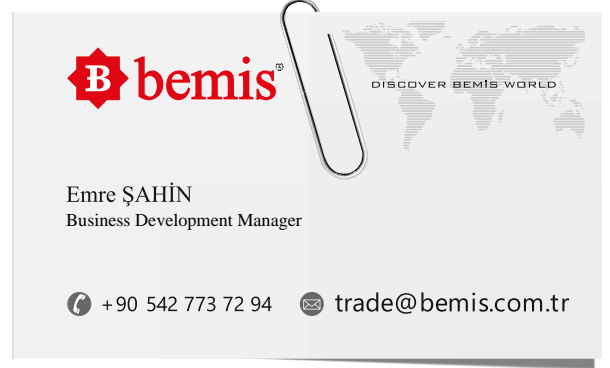 B bemis®
DISCOVER BEMİS WORLD
Emre ŞAHİN
Business Development Manager
+90 542 773 72 94
trade@bemis.com.tr